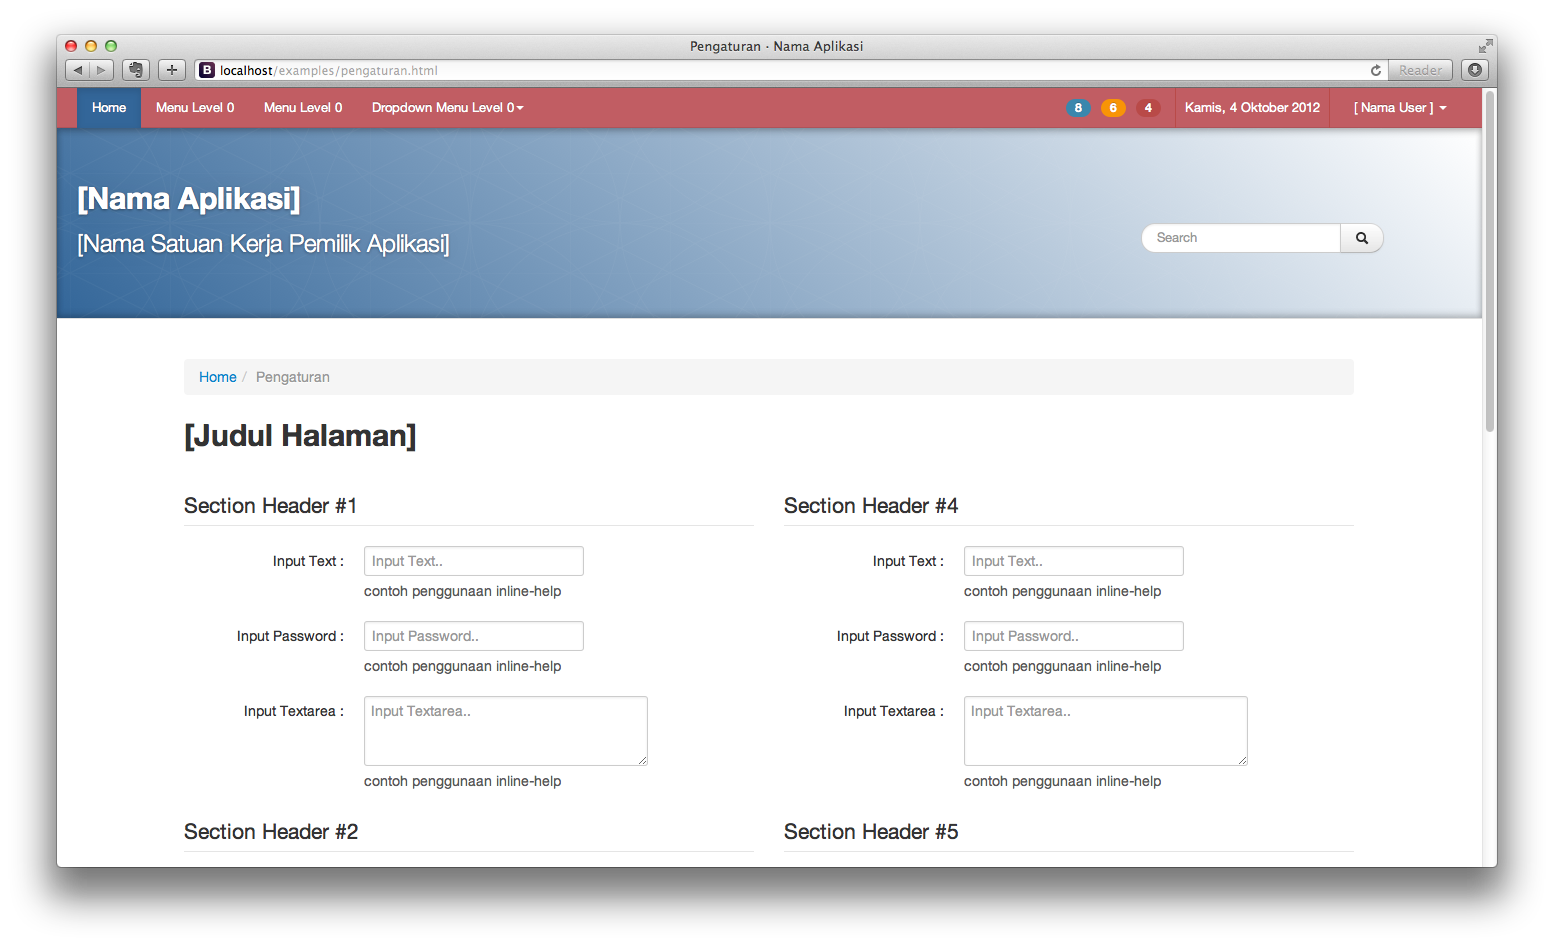 Pengaturan · Nama Aplikasi
B localhost/examples/pengaturan.html Reader
Home Menu Level 0 Menu Level 0 Dropdown Menu Level 0 8 6 4 Kamis, 4 Oktober 2012 [ Nama User ]
[Nama Aplikasi]
[Nama Satuan Kerja Pemilik Aplikasi]
Search
Home / Pengaturan
[Judul Halaman]
Section Header #1
Input Text : Input Text..
contoh penggunaan inline-help
Input Password : Input Password..
contoh penggunaan inline-help
Input Textarea : Input Textarea..
contoh penggunaan inline-help
Section Header #2
Section Header #4
Input Text : Input Text..
contoh penggunaan inline-help
Input Password : Input Password..
contoh penggunaan inline-help
Input Textarea : Input Textarea..
contoh penggunaan inline-help
Section Header #5